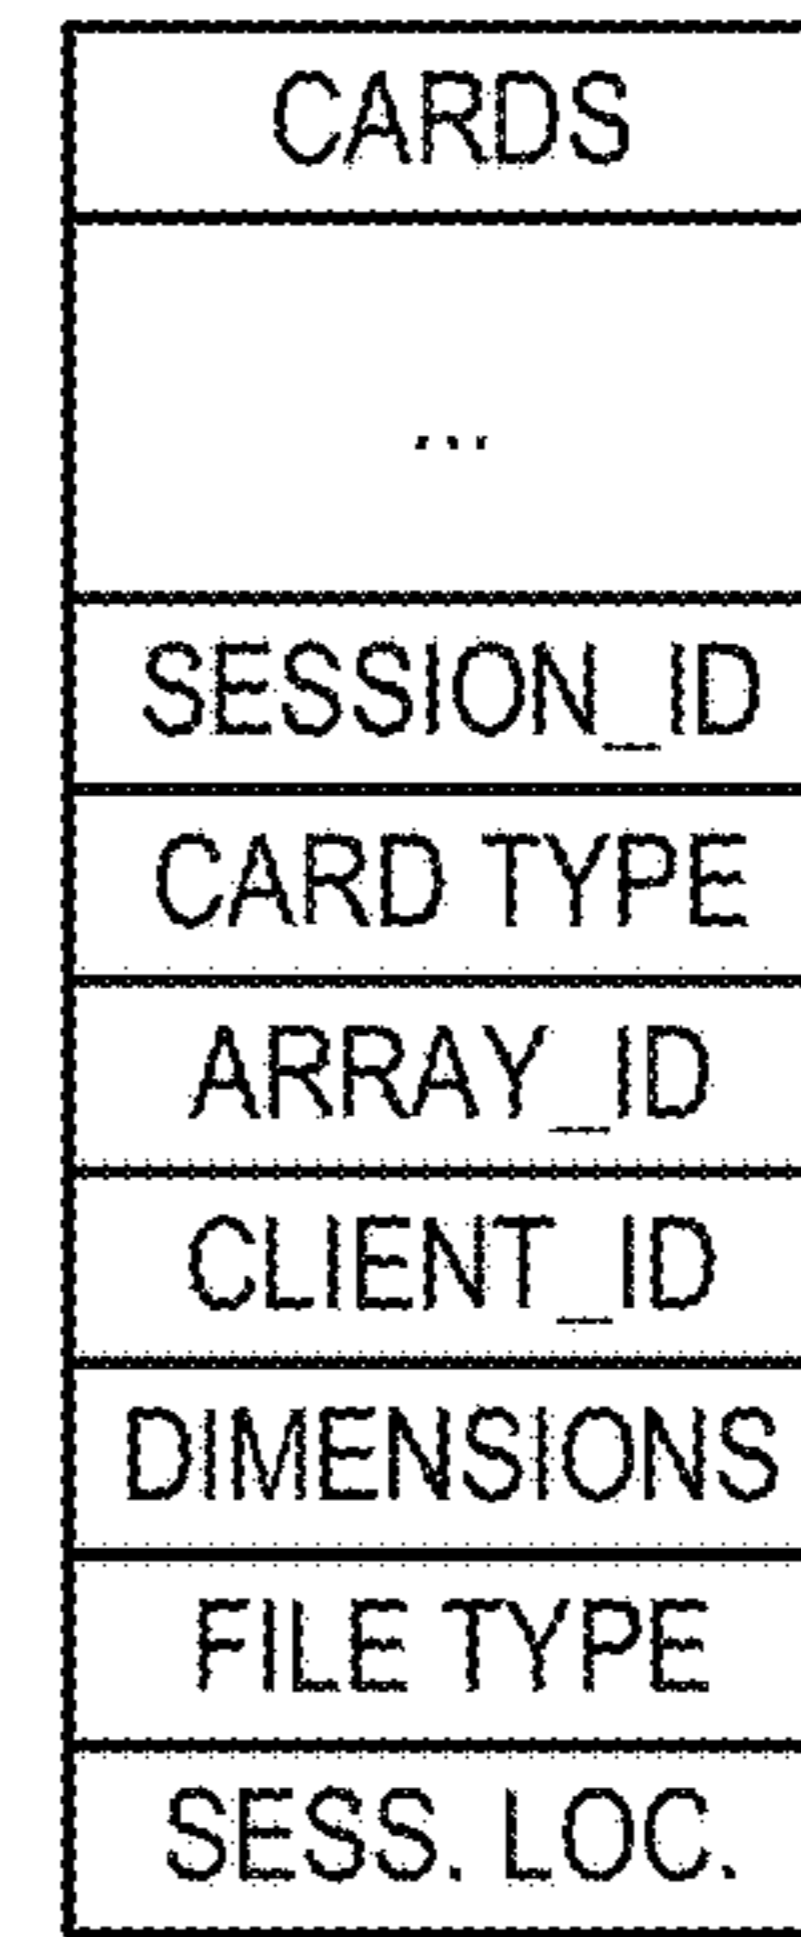 CARDS
...
SESSION_ID
CARD TYPE
ARRAY_ID
CLIENT_ID
DIMENSIONS
FILE TYPE
SESS. LOC.